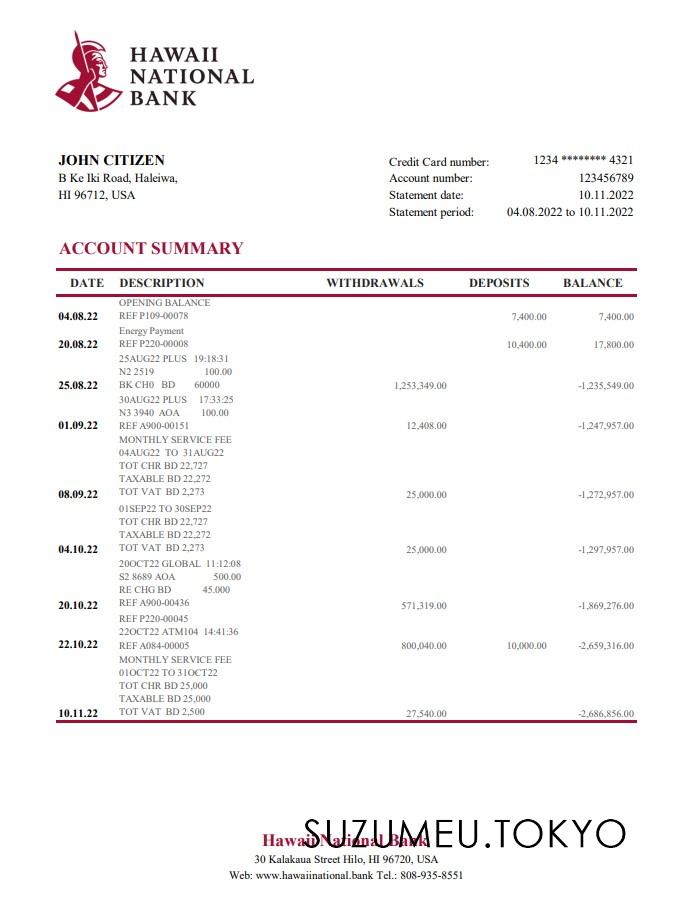 HAWAII
NATIONAL
BANK
JOHN CITIZEN
B Ke Iki Road, Haleiwa,
HI 96712, USA
Credit Card number: 1234 ******** 4321
Account number: 123456789
Statement date: 10.11.2022
Statement period: 04.08.2022 to 10.11.2022
ACCOUNT SUMMARY
DATE DESCRIPTION WITHDRAWALS DEPOSITS BALANCE
OPENING BALANCE
04.08.22 REF P109-00078 7,400.00 7,400.00
Energy Payment
20.08.22 REF P220-00008 10,400.00 17,800.00
25AUG22 PLUS 19:18:31
N2 2519 100.00
25.08.22 BK CH0 BD 60000 1,253,349.00 -1,235,549.00
30AUG22 PLUS 17:33:25
N3 3940 AOA 100.00
01.09.22 REF A900-00151 12,408.00 -1,247,957.00
MONTHLY SERVICE FEE
04AUG22 TO 31AUG22
TOT CHR BD 22,727
TAXABLE BD 22,272
08.09.22 TOT VAT BD 2,273 25,000.00 -1,272,957.00
01SEP22 TO 30SEP22
TOT CHR BD 22,727
TAXABLE BD 22,272
04.10.22 TOT VAT BD 2,273 25,000.00 -1,297,957.00
20OCT22 GLOBAL 11:12:08
S2 8689 AOA 500.00
RE CHG BD 45.000
20.10.22 REF A900-00436 571,319.00 -1,869,276.00
REF P220-00045
22OCT22 ATM104 14:41:36
22.10.22 REF A084-00005 800,040.00 10,000.00 -2,659,316.00
MONTHLY SERVICE FEE
01OCT22 TO 31OCT22
TOT CHR BD 25,000
TAXABLE BD 25,000
10.11.22 TOT VAT BD 2,500 27,540.00 -2,686,856.00
SUZUMEU.TOKYO
Hawaii National Bank
30 Kalakaua Street Hilo, HI 96720, USA
Web: www.hawaiinational.bank Tel.: 808-935-8551